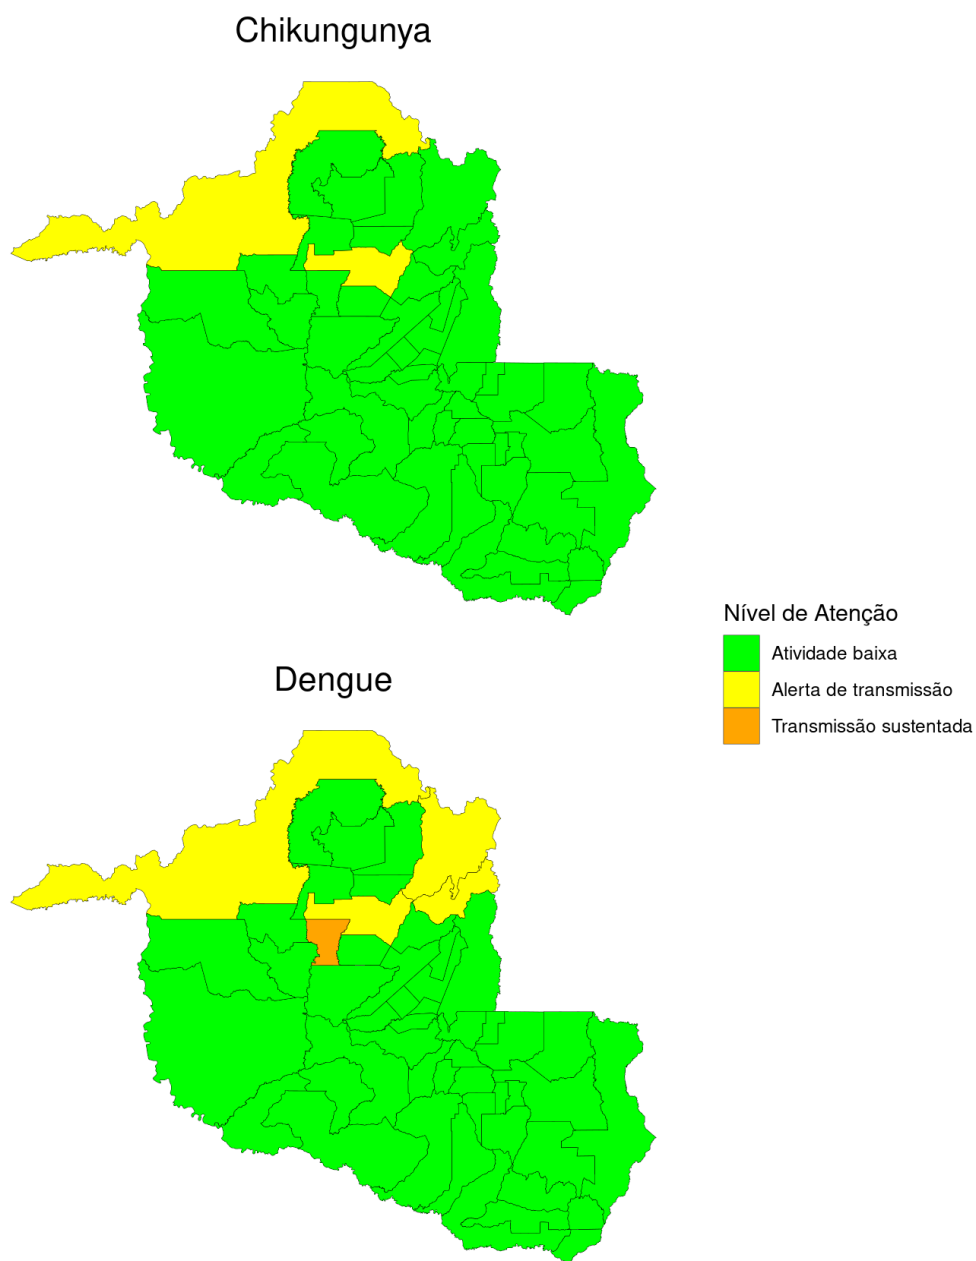 Chikungunya
Nível de Atenção
Atividade baixa
Alerta de transmissão
Transmissão sustentada
Dengue